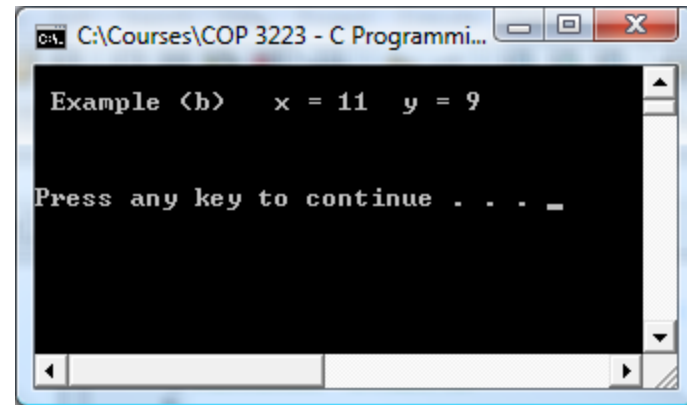 C:\Courses\COP 3223 - C Programmi...
Example (b)   x = 11  y = 9
Press any key to continue . . . _